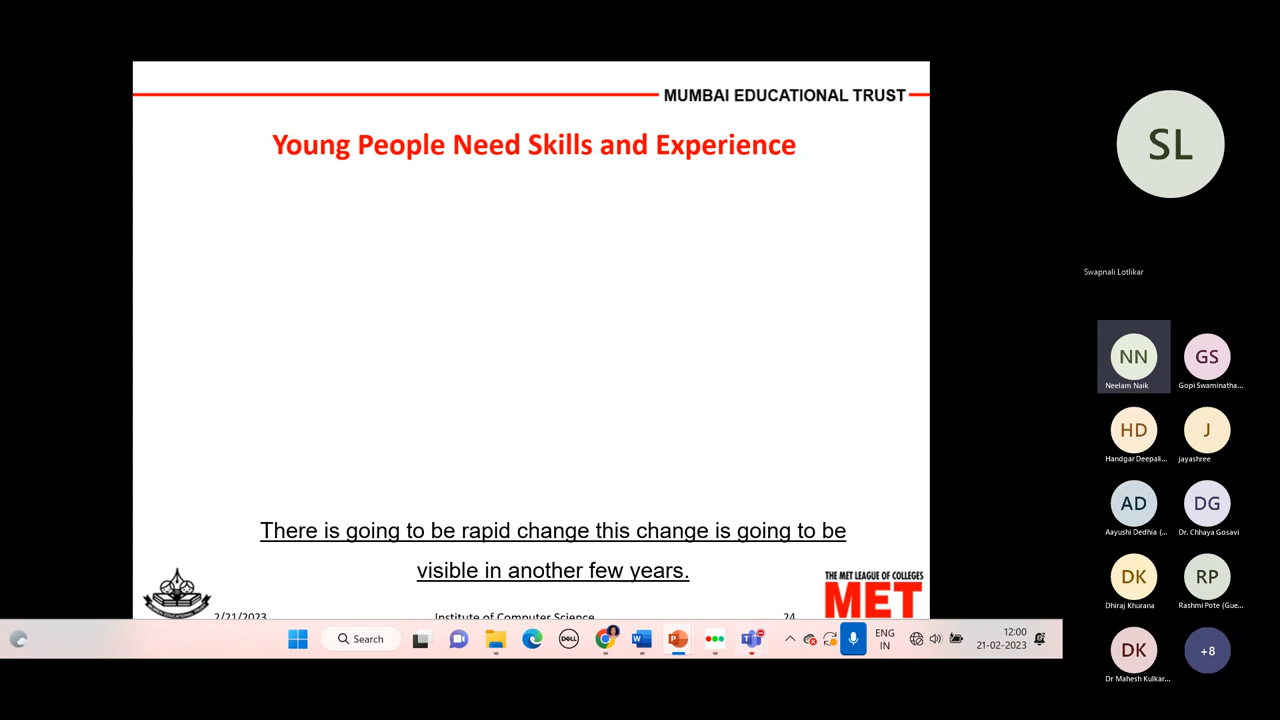 MUMBAI EDUCATIONAL TRUST
Young People Need Skills and Experience
There is going to be rapid change this change is going to be
visible in another few years.
THE MET LEAGUE OF COLLEGES
MET
2/21/2023
Institute of Computer Science
24
Search
DELL
ENG
IN
12:00
21-02-2023
SL
Swapnali Lotlikar
NN
Neelam Naik
GS
Gopi Swaminatha...
HD
Handgar Deepali...
J
jayashree
AD
Aayushi Dedhia (...
DG
Dr. Chhaya Gosavi
DK
Dhiraj Khurana
RP
Rashmi Pote (Gue...
DK
Dr Mahesh Kulkar...
+8